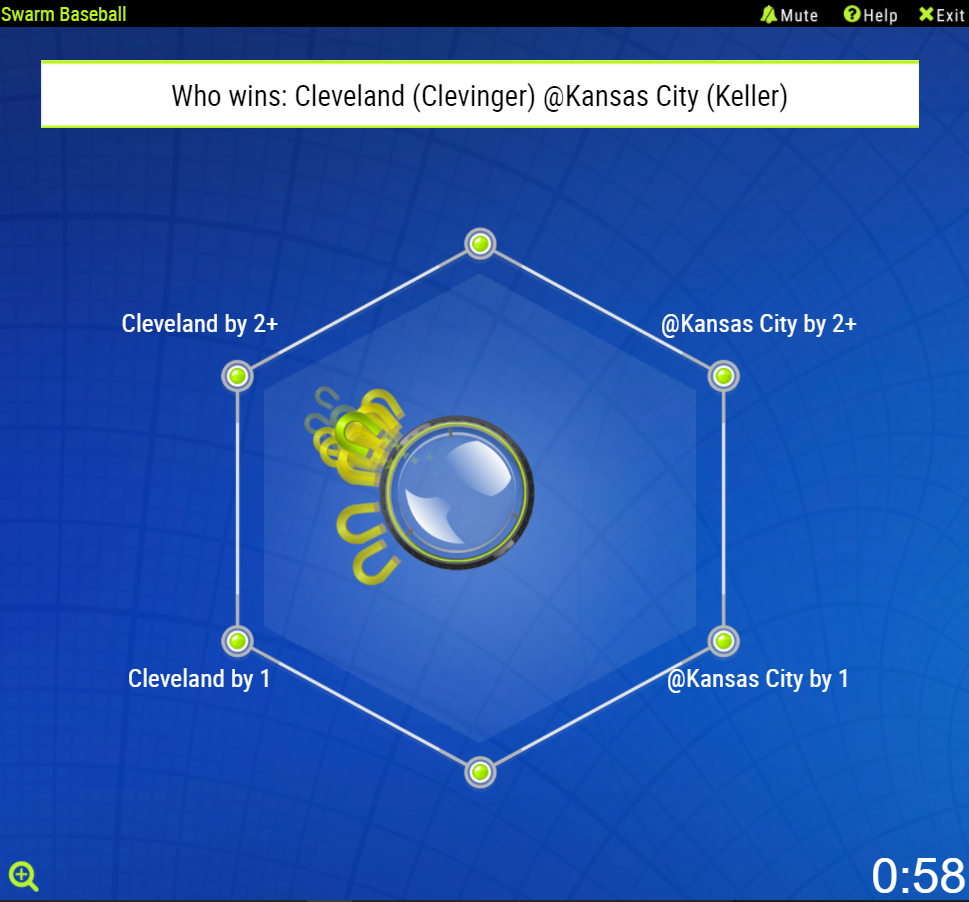 Swarm Baseball
Mute Help Exit
Who wins: Cleveland (Clevinger) @Kansas City (Keller)
Cleveland by 2+
@Kansas City by 2+
Cleveland by 1
@Kansas City by 1
0:58